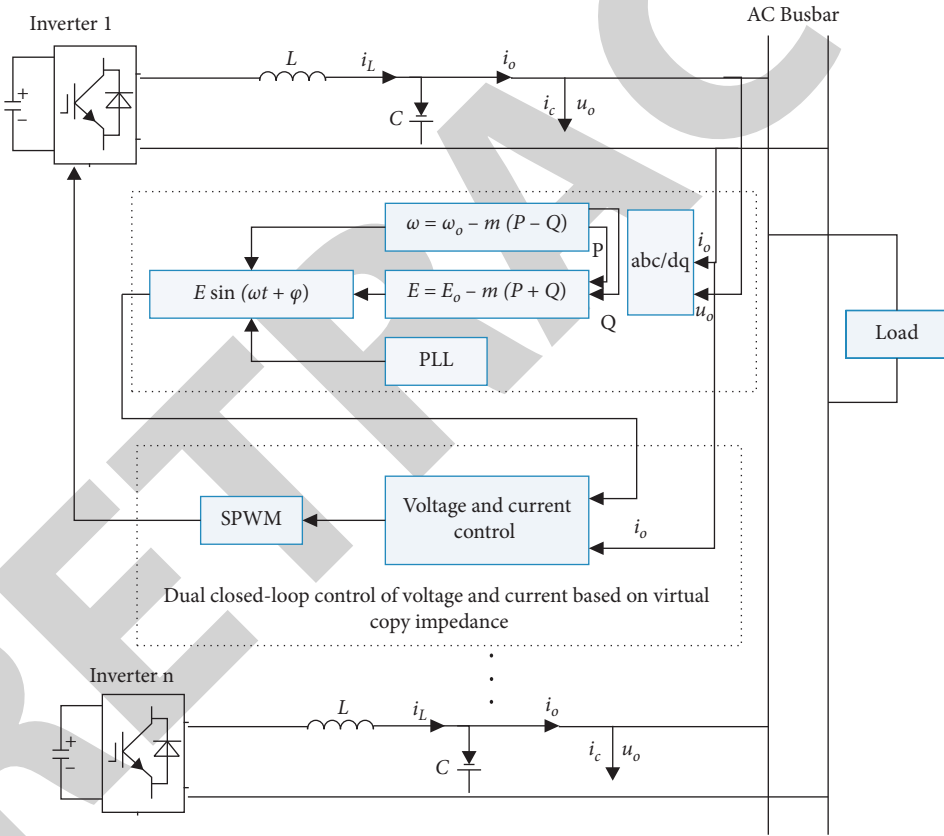 AC Busbar
Inverter 1
L
i_L
i_o
+
−
C
i_c
u_o
ω = ω_o − m (P − Q)
P
abc/dq
i_o
E sin (ωt + φ)
E = E_o − m (P + Q)
u_o
Q
Load
PLL
Voltage and current
control
SPWM
i_o
Dual closed-loop control of voltage and current based on virtual
copy impedance
Inverter n
L
i_L
i_o
+
−
C
i_c
u_o
RETRAC